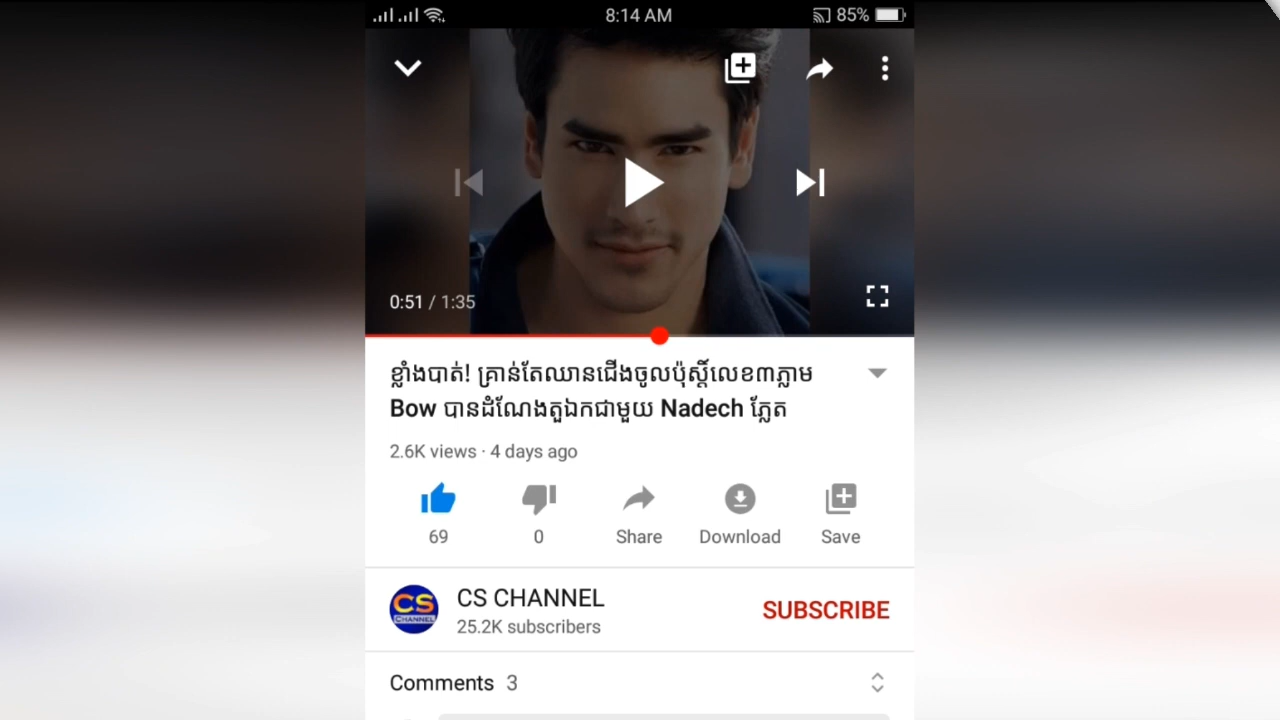 8:14 AM
85%
0:51 / 1:35
ខ្លាំងបាត់! គ្រាន់តែឈានជើងចូលប៉ុស្តិ៍លេខ៣ភ្លាម
Bow បានដំណែងតួឯកជាមួយ Nadech ភ្លែត
2.6K views · 4 days ago
69
0
Share
Download
Save
CS CHANNEL
CS CHANNEL
25.2K subscribers
SUBSCRIBE
Comments 3